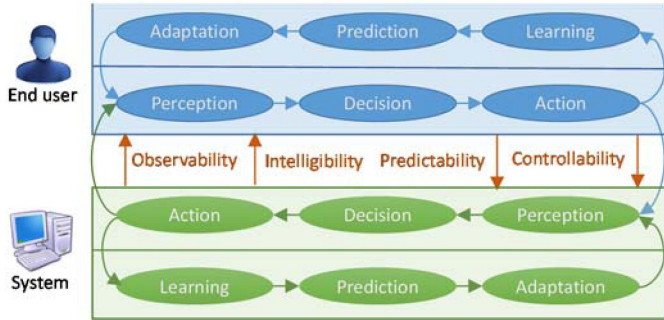 Adaptation Prediction Learning
End user
Perception Decision Action
Observability Intelligibility Predictability Controllability
Action Decision Perception
System
Learning Prediction Adaptation